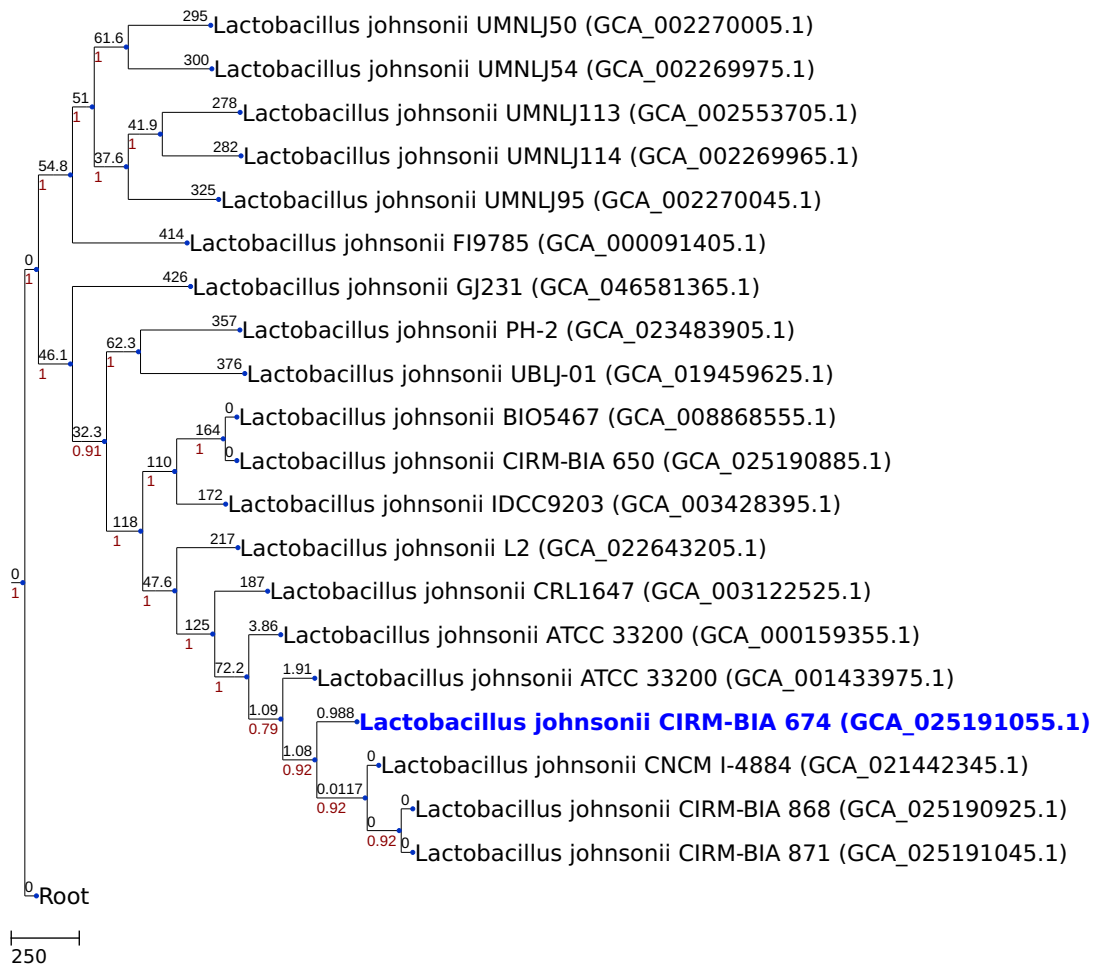 295 Lactobacillus johnsonii UMNLJ50 (GCA_002270005.1)
61.6
1
300 Lactobacillus johnsonii UMNLJ54 (GCA_002269975.1)
51
1
278 Lactobacillus johnsonii UMNLJ113 (GCA_002553705.1)
41.9
1
282 Lactobacillus johnsonii UMNLJ114 (GCA_002269965.1)
37.6
1
54.8
1
325 Lactobacillus johnsonii UMNLJ95 (GCA_002270045.1)
414 Lactobacillus johnsonii FI9785 (GCA_000091405.1)
0
1
426 Lactobacillus johnsonii GJ231 (GCA_046581365.1)
357 Lactobacillus johnsonii PH-2 (GCA_023483905.1)
62.3
1
46.1
1
376 Lactobacillus johnsonii UBLJ-01 (GCA_019459625.1)
0 Lactobacillus johnsonii BIO5467 (GCA_008868555.1)
164
1
32.3
0.91
0 Lactobacillus johnsonii CIRM-BIA 650 (GCA_025190885.1)
110
1
172 Lactobacillus johnsonii IDCC9203 (GCA_003428395.1)
118
1
217 Lactobacillus johnsonii L2 (GCA_022643205.1)
0
1
47.6
1
187 Lactobacillus johnsonii CRL1647 (GCA_003122525.1)
125
1
3.86 Lactobacillus johnsonii ATCC 33200 (GCA_000159355.1)
72.2
1
1.91 Lactobacillus johnsonii ATCC 33200 (GCA_001433975.1)
1.09
0.79
0.988 Lactobacillus johnsonii CIRM-BIA 674 (GCA_025191055.1)
1.08
0.92
0 Lactobacillus johnsonii CNCM I-4884 (GCA_021442345.1)
0.0117
0.92
0 Lactobacillus johnsonii CIRM-BIA 868 (GCA_025190925.1)
0
0.92
0 Lactobacillus johnsonii CIRM-BIA 871 (GCA_025191045.1)
0 Root
250